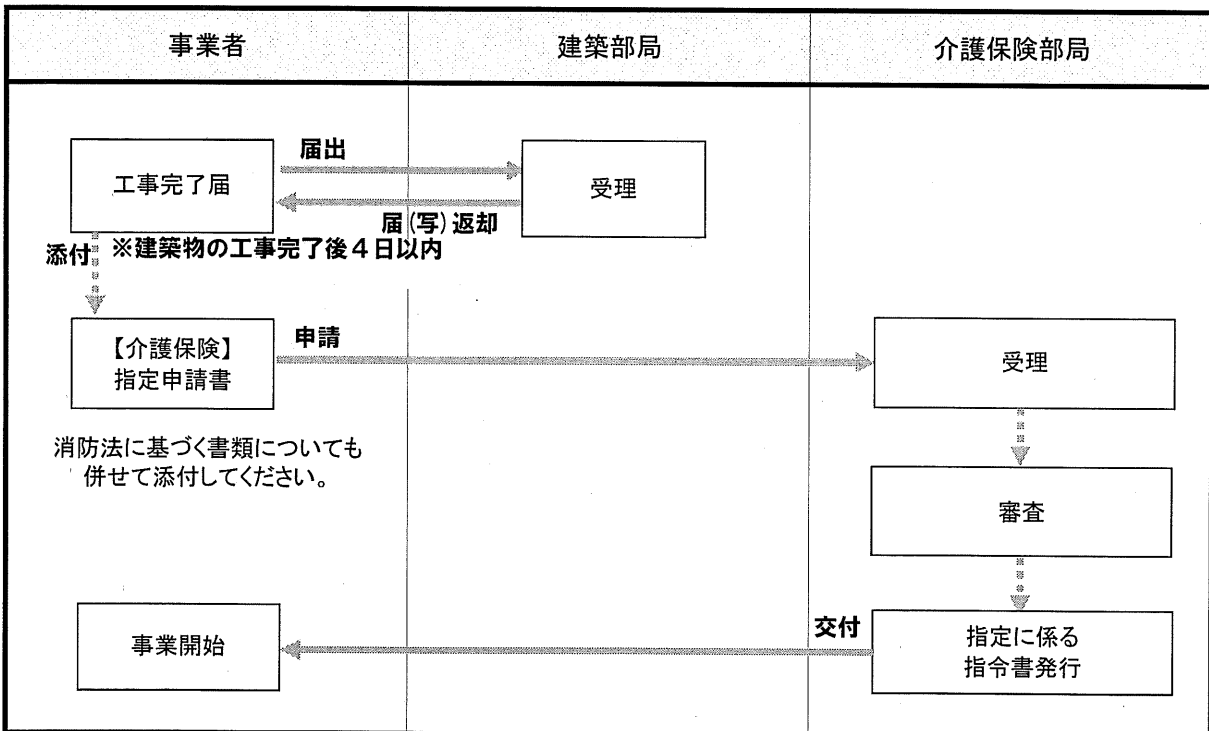 事業者
建築部局
介護保険部局
届出
工事完了届
受理
届(写)返却
添付
※建築物の工事完了後4日以内
【介護保険】
指定申請書
申請
受理
消防法に基づく書類についても
併せて添付してください。
審査
事業開始
交付
指定に係る
指令書発行